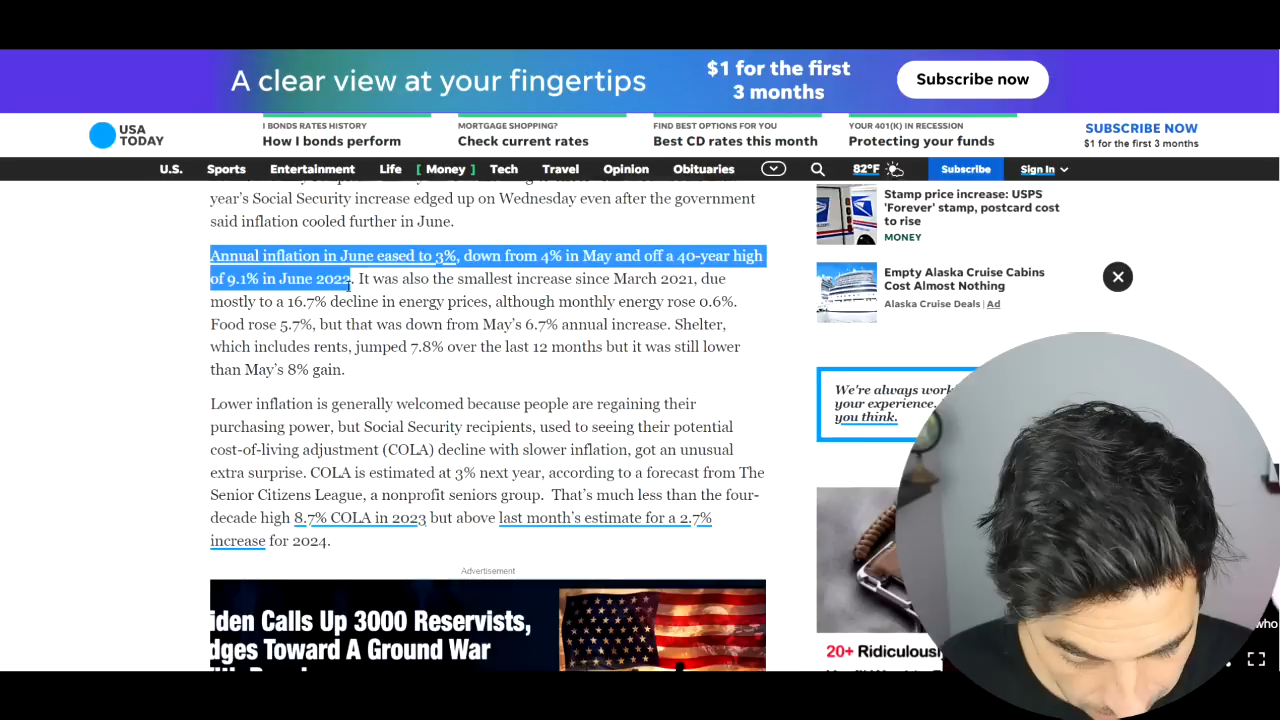 A clear view at your fingertips
$1 for the first
3 months
Subscribe now
USA
TODAY
I BONDS RATES HISTORY
How I bonds perform
MORTGAGE SHOPPING?
Check current rates
FIND BEST OPTIONS FOR YOU
Best CD rates this month
YOUR 401(K) IN RECESSION
Protecting your funds
SUBSCRIBE NOW
$1 for the first 3 months
U.S. Sports Entertainment Life [ Money ] Tech Travel Opinion Obituaries 82°F Subscribe Sign In
year’s Social Security increase edged up on Wednesday even after the government
said inflation cooled further in June.
Annual inflation in June eased to 3%, down from 4% in May and off a 40-year high
of 9.1% in June 2022. It was also the smallest increase since March 2021, due
mostly to a 16.7% decline in energy prices, although monthly energy rose 0.6%.
Food rose 5.7%, but that was down from May’s 6.7% annual increase. Shelter,
which includes rents, jumped 7.8% over the last 12 months but it was still lower
than May’s 8% gain.
Lower inflation is generally welcomed because people are regaining their
purchasing power, but Social Security recipients, used to seeing their potential
cost-of-living adjustment (COLA) decline with slower inflation, got an unusual
extra surprise. COLA is estimated at 3% next year, according to a forecast from The
Senior Citizens League, a nonprofit seniors group. That’s much less than the four-
decade high 8.7% COLA in 2023 but above last month’s estimate for a 2.7%
increase for 2024.
Advertisement
iden Calls Up 3000 Reservists,
dges Toward A Ground War
Stamp price increase: USPS
'Forever' stamp, postcard cost
to rise
MONEY
Empty Alaska Cruise Cabins
Cost Almost Nothing
Alaska Cruise Deals | Ad
We're always work
your experience.
you think.
20+ Ridiculously
who